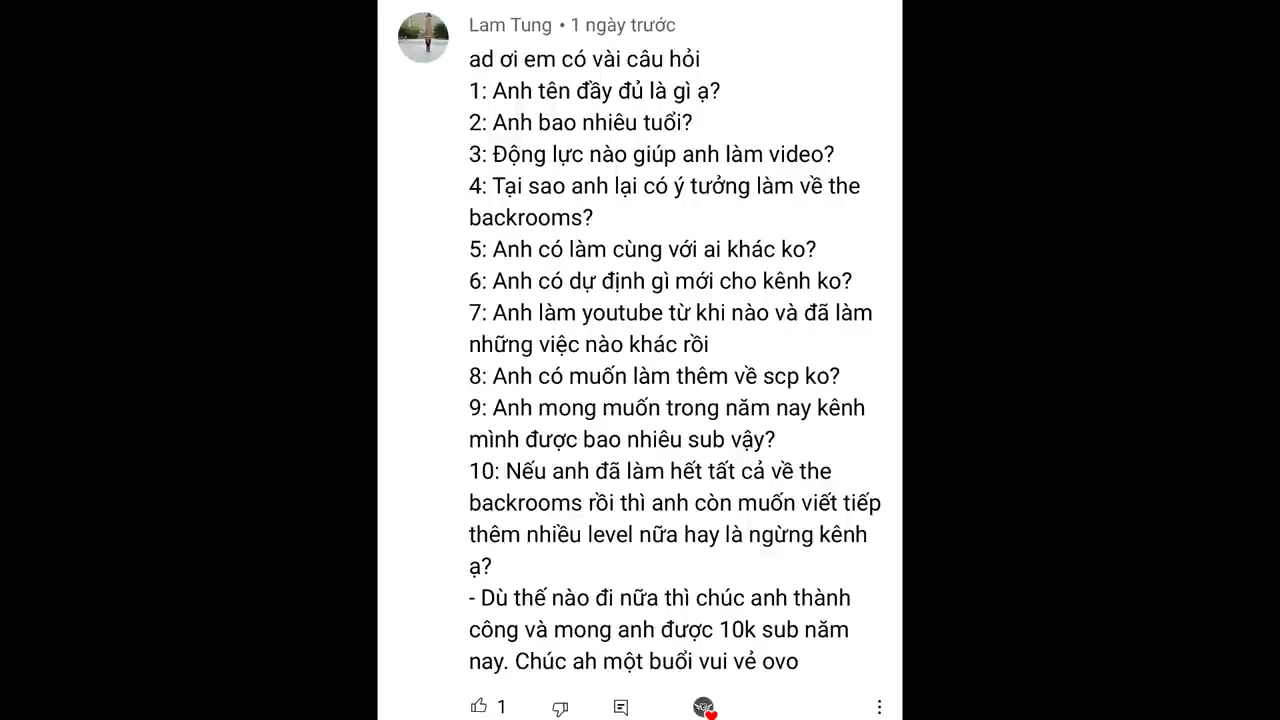 Lam Tung • 1 ngày trước
ad ơi em có vài câu hỏi
1: Anh tên đầy đủ là gì ạ?
2: Anh bao nhiêu tuổi?
3: Động lực nào giúp anh làm video?
4: Tại sao anh lại có ý tưởng làm về the
backrooms?
5: Anh có làm cùng với ai khác ko?
6: Anh có dự định gì mới cho kênh ko?
7: Anh làm youtube từ khi nào và đã làm
những việc nào khác rồi
8: Anh có muốn làm thêm về scp ko?
9: Anh mong muốn trong năm nay kênh
mình được bao nhiêu sub vậy?
10: Nếu anh đã làm hết tất cả về the
backrooms rồi thì anh còn muốn viết tiếp
thêm nhiều level nữa hay là ngừng kênh
ạ?
- Dù thế nào đi nữa thì chúc anh thành
công và mong anh được 10k sub năm
nay. Chúc ah một buổi vui vẻ ovo
1